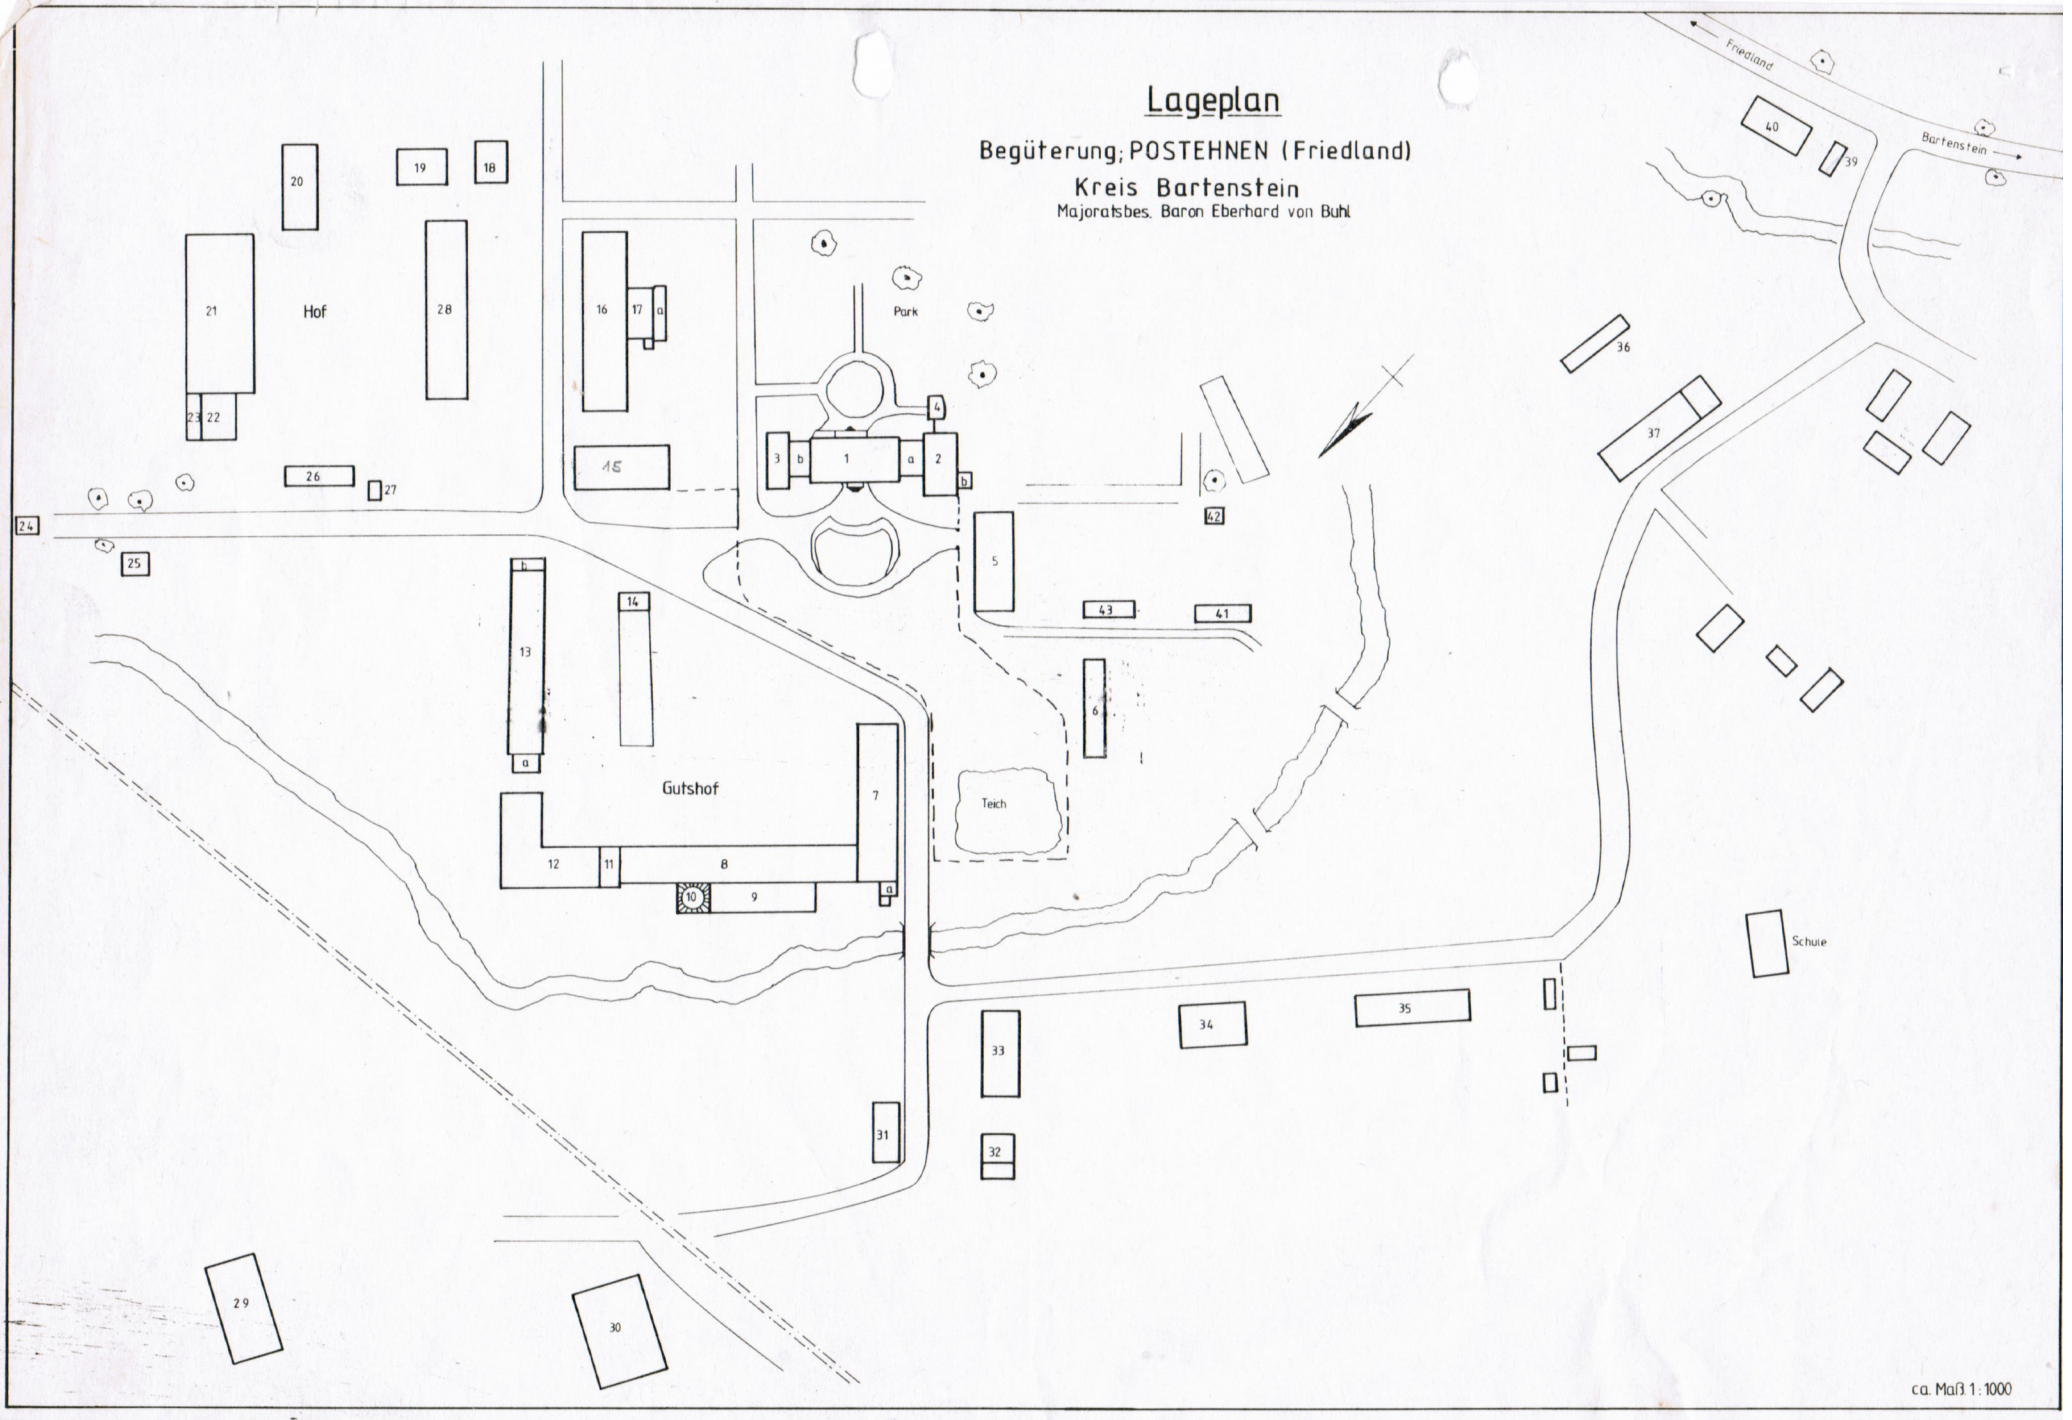 Lageplan
Begüterung; POSTEHNEN (Friedland)
Kreis Bartenstein
Majoratsbes. Baron Eberhard von Buhl
Friedland
Bartenstein
40
39
20
19
18
21
Hof
28
16
17
a
Park
36
37
23
22
4
3
b
1
a
2
b
15
26
27
24
25
42
5
b
13
a
14
43
41
6
Gutshof
7
Teich
12
11
8
10
9
a
Schule
33
34
35
31
32
29
30
ca. Maß. 1:1000